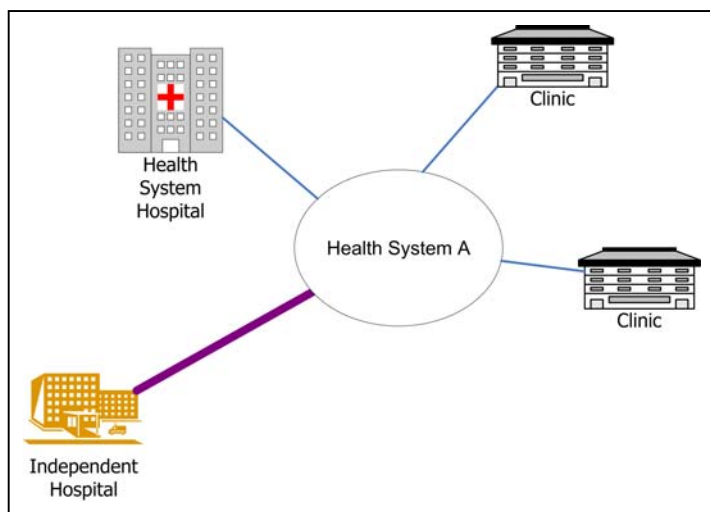 Clinic
Health
System
Hospital
Health System A
Clinic
Independent
Hospital